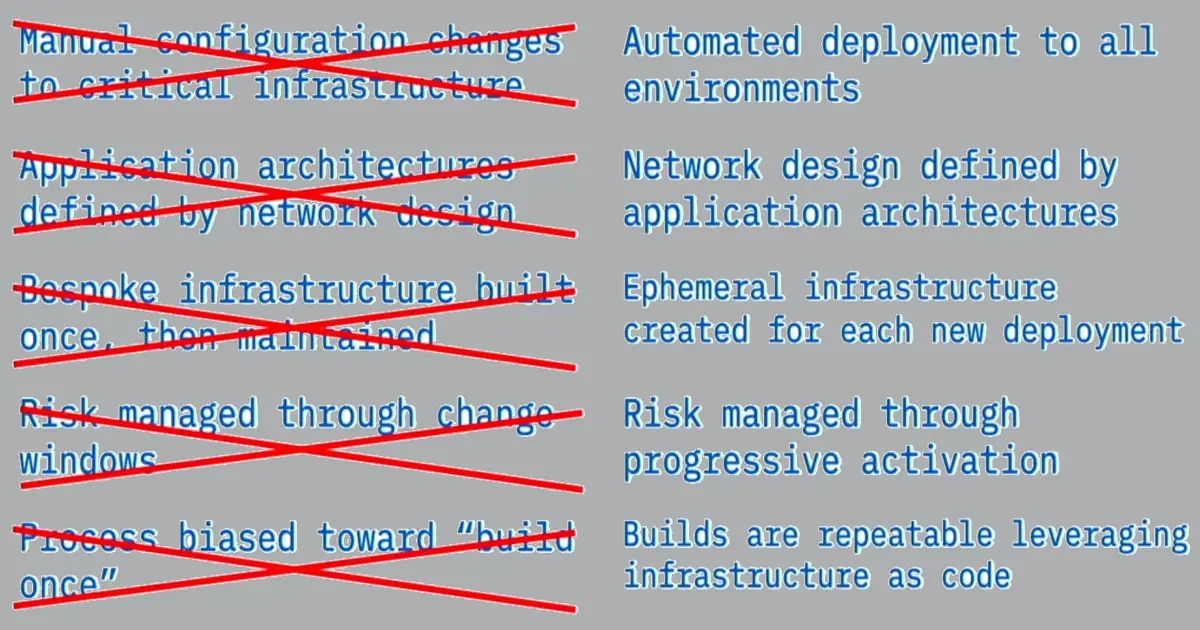 Manual configuration changes
to critical infrastructure
Automated deployment to all
environments
Application architectures
defined by network design
Network design defined by
application architectures
Bespoke infrastructure built
once, then maintained
Ephemeral infrastructure
created for each new deployment
Risk managed through change
windows
Risk managed through
progressive activation
Process biased toward “build
once”
Builds are repeatable leveraging
infrastructure as code